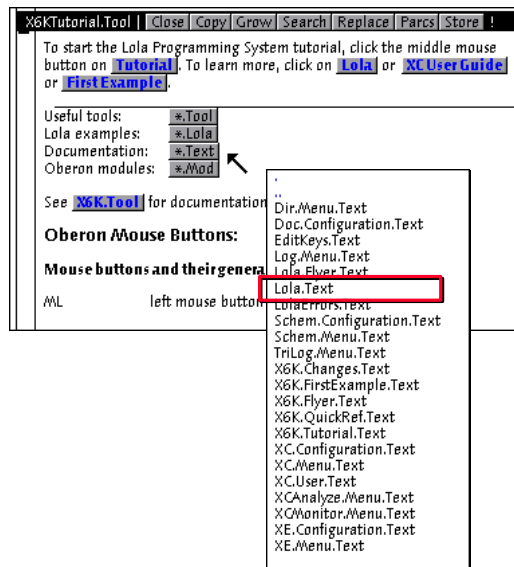 X6KTutorial.Tool | Close Copy Grow Search Replace Parcs Store !
To start the Lola Programming System tutorial, click the middle mouse
button on Tutorial. To learn more, click on Lola or XC User Guide
or First Example.
Useful tools: *.Tool
Lola examples: *.Lola
Documentation: *.Text
Oberon modules: *.Mod
See X6K.Tool for documentation
Oberon Mouse Buttons:
Mouse buttons and their genera
ML left mouse button
.
..
Dir.Menu.Text
Doc.Configuration.Text
EditKeys.Text
Log.Menu.Text
Lola.Flyer.Text
Lola.Text
LolaErrors.Text
Schem.Configuration.Text
Schem.Menu.Text
TriLog.Menu.Text
X6K.Changes.Text
X6K.FirstExample.Text
X6K.Flyer.Text
X6K.QuickRef.Text
X6K.Tutorial.Text
XC.Configuration.Text
XC.Menu.Text
XC.User.Text
XCAnalyze.Menu.Text
XCMonitor.Menu.Text
XE.Configuration.Text
XE.Menu.Text